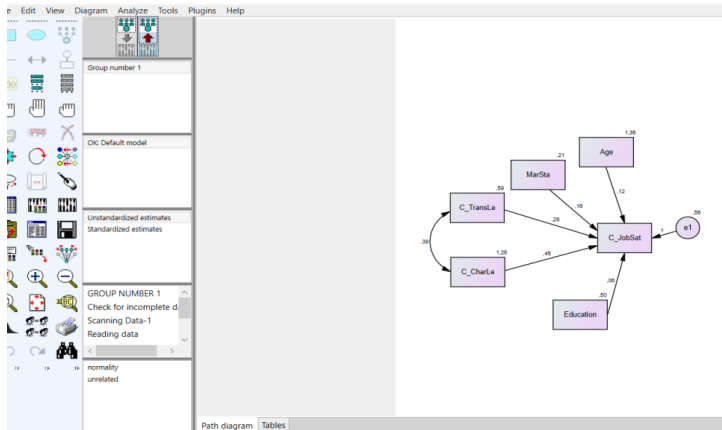 Edit View Diagram Analyze Tools Plugins Help
Group number 1
OK: Default model
Unstandardized estimates
Standardized estimates
GROUP NUMBER 1
Check for incomplete d
Scanning Data-1
Reading data
normality
unrelated
Path diagram Tables
1,36
Age
,21
MarSta
,12
,59
C_TransLe
,16
,56
e1
,26
1
C_JobSat
,39
1,26
C_CharLe
,46
,06
,50
Education